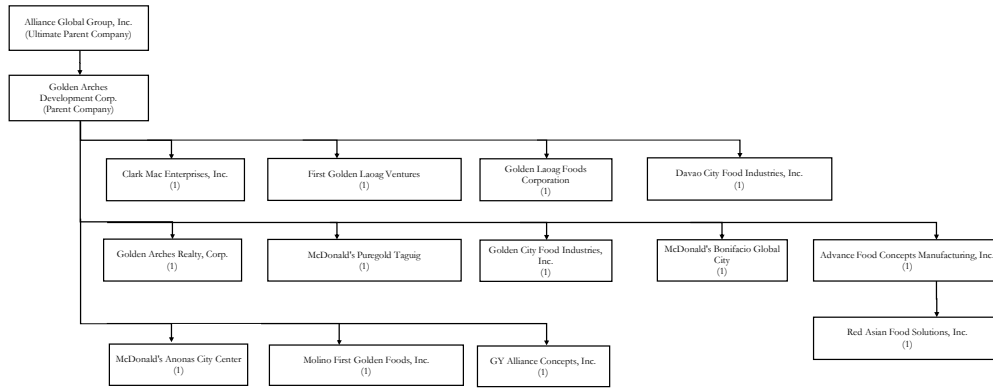 Alliance Global Group, Inc.
(Ultimate Parent Company)
Golden Arches
Development Corp.
(Parent Company)
Clark Mac Enterprises, Inc.
(1)
First Golden Laoag Ventures
(1)
Golden Laoag Foods
Corporation
(1)
Davao City Food Industries, Inc.
(1)
Golden Arches Realty, Corp.
(1)
McDonald's Puregold Taguig
(1)
Golden City Food Industries,
Inc.
(1)
McDonald's Bonifacio Global
City
(1)
Advance Food Concepts Manufacturing, Inc.
(1)
Red Asian Food Solutions, Inc.
(1)
McDonald's Anonas City Center
(1)
Molino First Golden Foods, Inc.
(1)
GY Alliance Concepts, Inc.
(1)